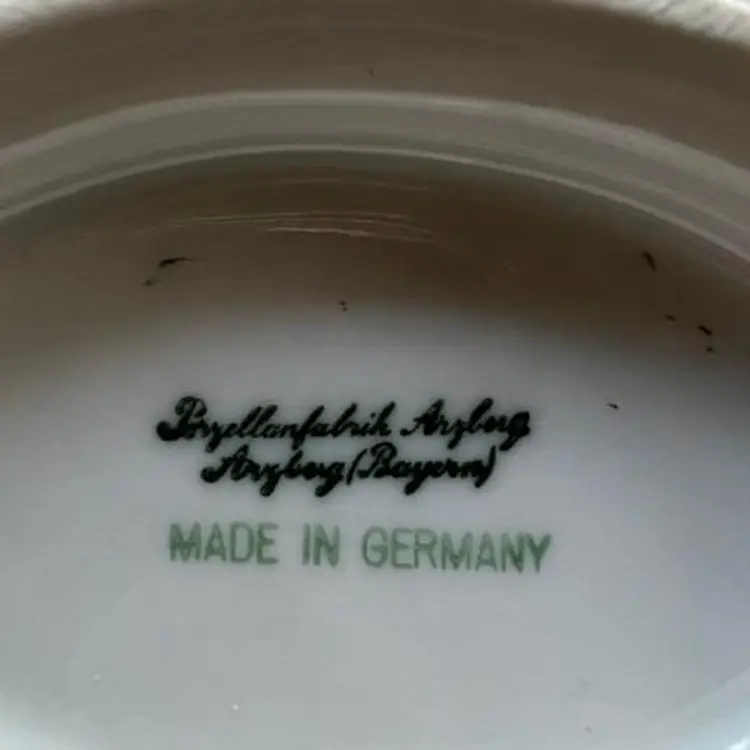 Porzellanfabrik Arzberg
Arzberg (Bayern)
MADE IN GERMANY